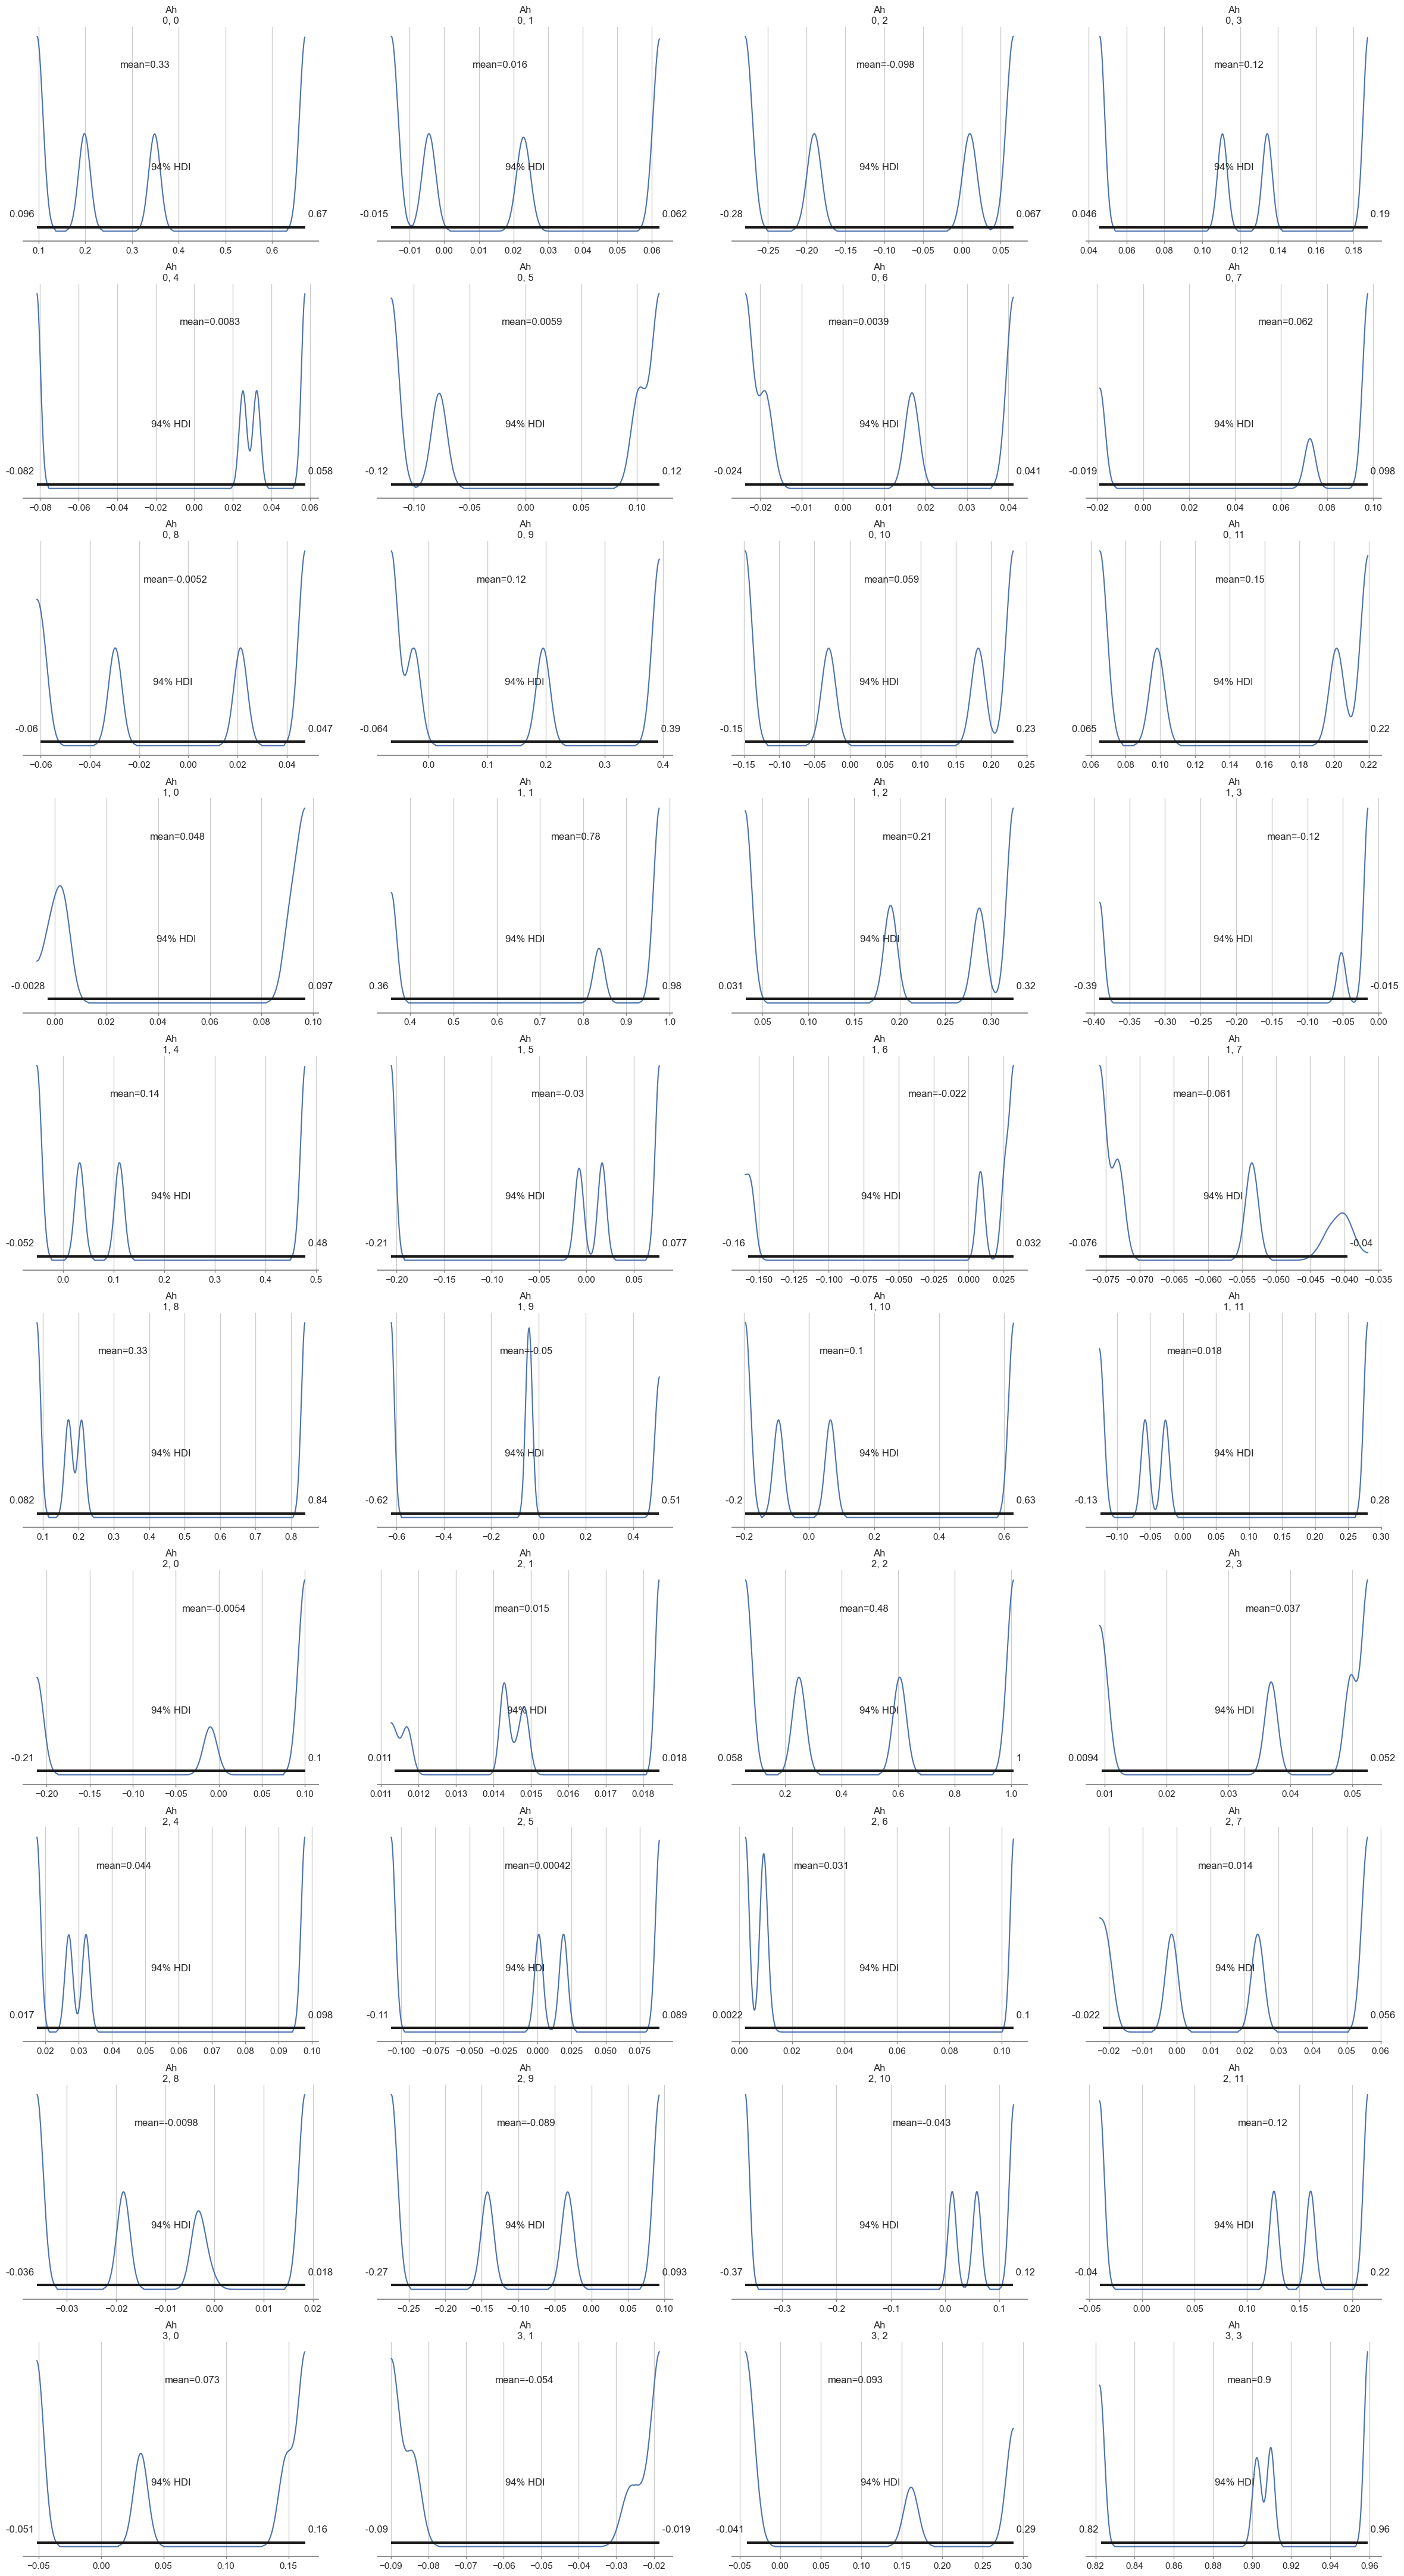 Ah Ah Ah Ah
0, 0 0, 1 0, 2 0, 3
mean=0.33 mean=0.016 mean=-0.098 mean=0.12
94% HDI 94% HDI 94% HDI 94% HDI
0.096 0.67 -0.015 0.062 -0.28 0.067 0.046 0.19
0.1 0.2 0.3 0.4 0.5 0.6 −0.01 0.00 0.01 0.02 0.03 0.04 0.05 0.06 −0.25 −0.20 −0.15 −0.10 −0.05 0.00 0.05 0.04 0.06 0.08 0.10 0.12 0.14 0.16 0.18
Ah Ah Ah Ah
0, 4 0, 5 0, 6 0, 7
mean=0.0083 mean=0.0059 mean=0.0039 mean=0.062
94% HDI 94% HDI 94% HDI 94% HDI
-0.082 0.058 -0.12 0.12 -0.024 0.041 -0.019 0.098
−0.08 −0.06 −0.04 −0.02 0.00 0.02 0.04 0.06 −0.10 −0.05 0.00 0.05 0.10 −0.02 −0.01 0.00 0.01 0.02 0.03 0.04 −0.02 0.00 0.02 0.04 0.06 0.08 0.10
Ah Ah Ah Ah
0, 8 0, 9 0, 10 0, 11
mean=-0.0052 mean=0.12 mean=0.059 mean=0.15
94% HDI 94% HDI 94% HDI 94% HDI
-0.06 0.047 -0.064 0.39 -0.15 0.23 0.065 0.22
−0.06 −0.04 −0.02 0.00 0.02 0.04 0.0 0.1 0.2 0.3 0.4 −0.15 −0.10 −0.05 0.00 0.05 0.10 0.15 0.20 0.25 0.06 0.08 0.10 0.12 0.14 0.16 0.18 0.20 0.22
Ah Ah Ah Ah
1, 0 1, 1 1, 2 1, 3
mean=0.048 mean=0.78 mean=0.21 mean=-0.12
94% HDI 94% HDI 94% HDI 94% HDI
-0.0028 0.097 0.36 0.98 0.031 0.32 -0.39 -0.015
0.00 0.02 0.04 0.06 0.08 0.10 0.4 0.5 0.6 0.7 0.8 0.9 1.0 0.05 0.10 0.15 0.20 0.25 0.30 −0.40 −0.35 −0.30 −0.25 −0.20 −0.15 −0.10 −0.05 0.00
Ah Ah Ah Ah
1, 4 1, 5 1, 6 1, 7
mean=0.14 mean=-0.03 mean=-0.022 mean=-0.061
94% HDI 94% HDI 94% HDI 94% HDI
-0.052 0.48 -0.21 0.077 -0.16 0.032 -0.076 -0.04
0.0 0.1 0.2 0.3 0.4 0.5 −0.20 −0.15 −0.10 −0.05 0.00 0.05 −0.150 −0.125 −0.100 −0.075 −0.050 −0.025 0.000 0.025 −0.075 −0.070 −0.065 −0.060 −0.055 −0.050 −0.045 −0.040 −0.035
Ah Ah Ah Ah
1, 8 1, 9 1, 10 1, 11
mean=0.33 mean=-0.05 mean=0.1 mean=0.018
94% HDI 94% HDI 94% HDI 94% HDI
0.082 0.84 -0.62 0.51 -0.2 0.63 -0.13 0.28
0.1 0.2 0.3 0.4 0.5 0.6 0.7 0.8 −0.6 −0.4 −0.2 0.0 0.2 0.4 −0.2 0.0 0.2 0.4 0.6 −0.10 −0.05 0.00 0.05 0.10 0.15 0.20 0.25 0.30
Ah Ah Ah Ah
2, 0 2, 1 2, 2 2, 3
mean=-0.0054 mean=0.015 mean=0.48 mean=0.037
94% HDI 94% HDI 94% HDI 94% HDI
-0.21 0.1 0.011 0.018 0.058 1 0.0094 0.052
−0.20 −0.15 −0.10 −0.05 0.00 0.05 0.10 0.011 0.012 0.013 0.014 0.015 0.016 0.017 0.018 0.2 0.4 0.6 0.8 1.0 0.01 0.02 0.03 0.04 0.05
Ah Ah Ah Ah
2, 4 2, 5 2, 6 2, 7
mean=0.044 mean=0.00042 mean=0.031 mean=0.014
94% HDI 94% HDI 94% HDI 94% HDI
0.017 0.098 -0.11 0.089 0.0022 0.1 -0.022 0.056
0.02 0.03 0.04 0.05 0.06 0.07 0.08 0.09 0.10 −0.100 −0.075 −0.050 −0.025 0.000 0.025 0.050 0.075 0.00 0.02 0.04 0.06 0.08 0.10 −0.02 −0.01 0.00 0.01 0.02 0.03 0.04 0.05 0.06
Ah Ah Ah Ah
2, 8 2, 9 2, 10 2, 11
mean=-0.0098 mean=-0.089 mean=-0.043 mean=0.12
94% HDI 94% HDI 94% HDI 94% HDI
-0.036 0.018 -0.27 0.093 -0.37 0.12 -0.04 0.22
−0.03 −0.02 −0.01 0.00 0.01 0.02 −0.25 −0.20 −0.15 −0.10 −0.05 0.00 0.05 0.10 −0.3 −0.2 −0.1 0.0 0.1 −0.05 0.00 0.05 0.10 0.15 0.20
Ah Ah Ah Ah
3, 0 3, 1 3, 2 3, 3
mean=0.073 mean=-0.054 mean=0.093 mean=0.9
94% HDI 94% HDI 94% HDI 94% HDI
-0.051 0.16 -0.09 -0.019 -0.041 0.29 0.82 0.96
−0.05 0.00 0.05 0.10 0.15 −0.09 −0.08 −0.07 −0.06 −0.05 −0.04 −0.03 −0.02 −0.05 0.00 0.05 0.10 0.15 0.20 0.25 0.30 0.82 0.84 0.86 0.88 0.90 0.92 0.94 0.96